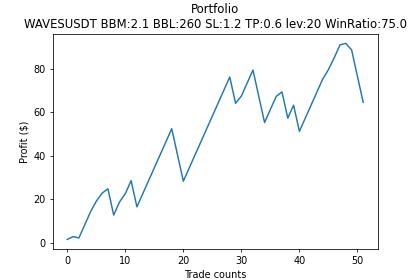 Portfolio
WAVESUSDT BBM:2.1 BBL:260 SL:1.2 TP:0.6 lev:20 WinRatio:75.0
80
60
40
20
0
Profit ($)
0 10 20 30 40 50
Trade counts